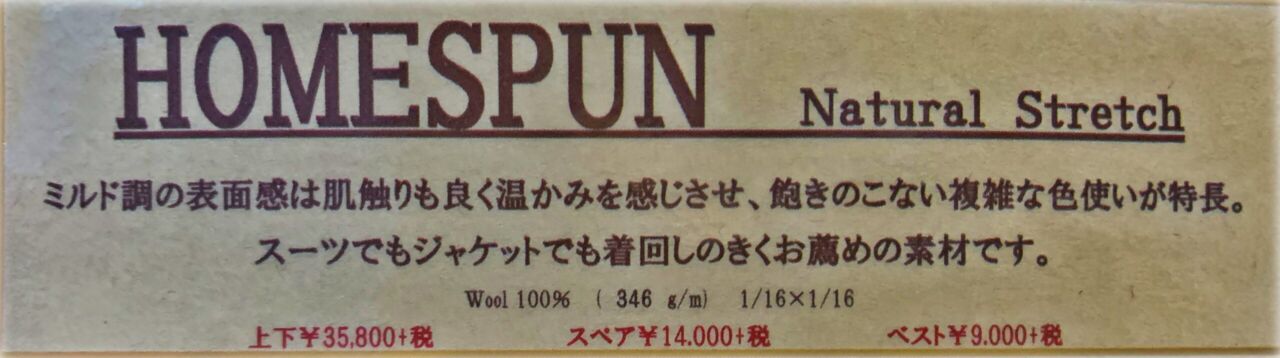 HOMESPUN Natural Stretch
ミルド調の表面感は肌触りも良く温かみを感じさせ、飽きのこない複雑な色使いが特長。
スーツでもジャケットでも着回しのきくお薦めの素材です。
Wool 100% ( 346 g/m) 1/16×1/16
上下¥35,800+税 スペア¥14.000+税 ベスト¥9.000+税